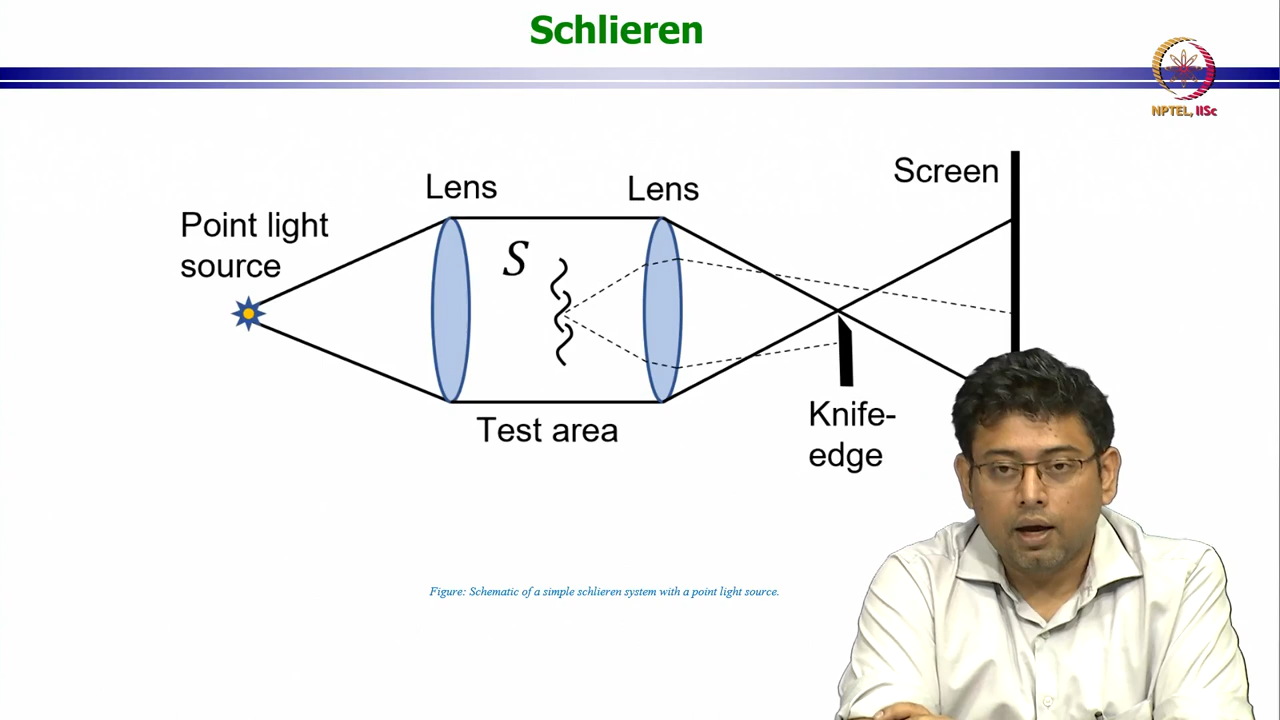 Schlieren
NPTEL, IISc
Screen
Lens
Lens
Point light
source
S
Test area
Knife-
edge
Figure: Schematic of a simple schlieren system with a point light source.